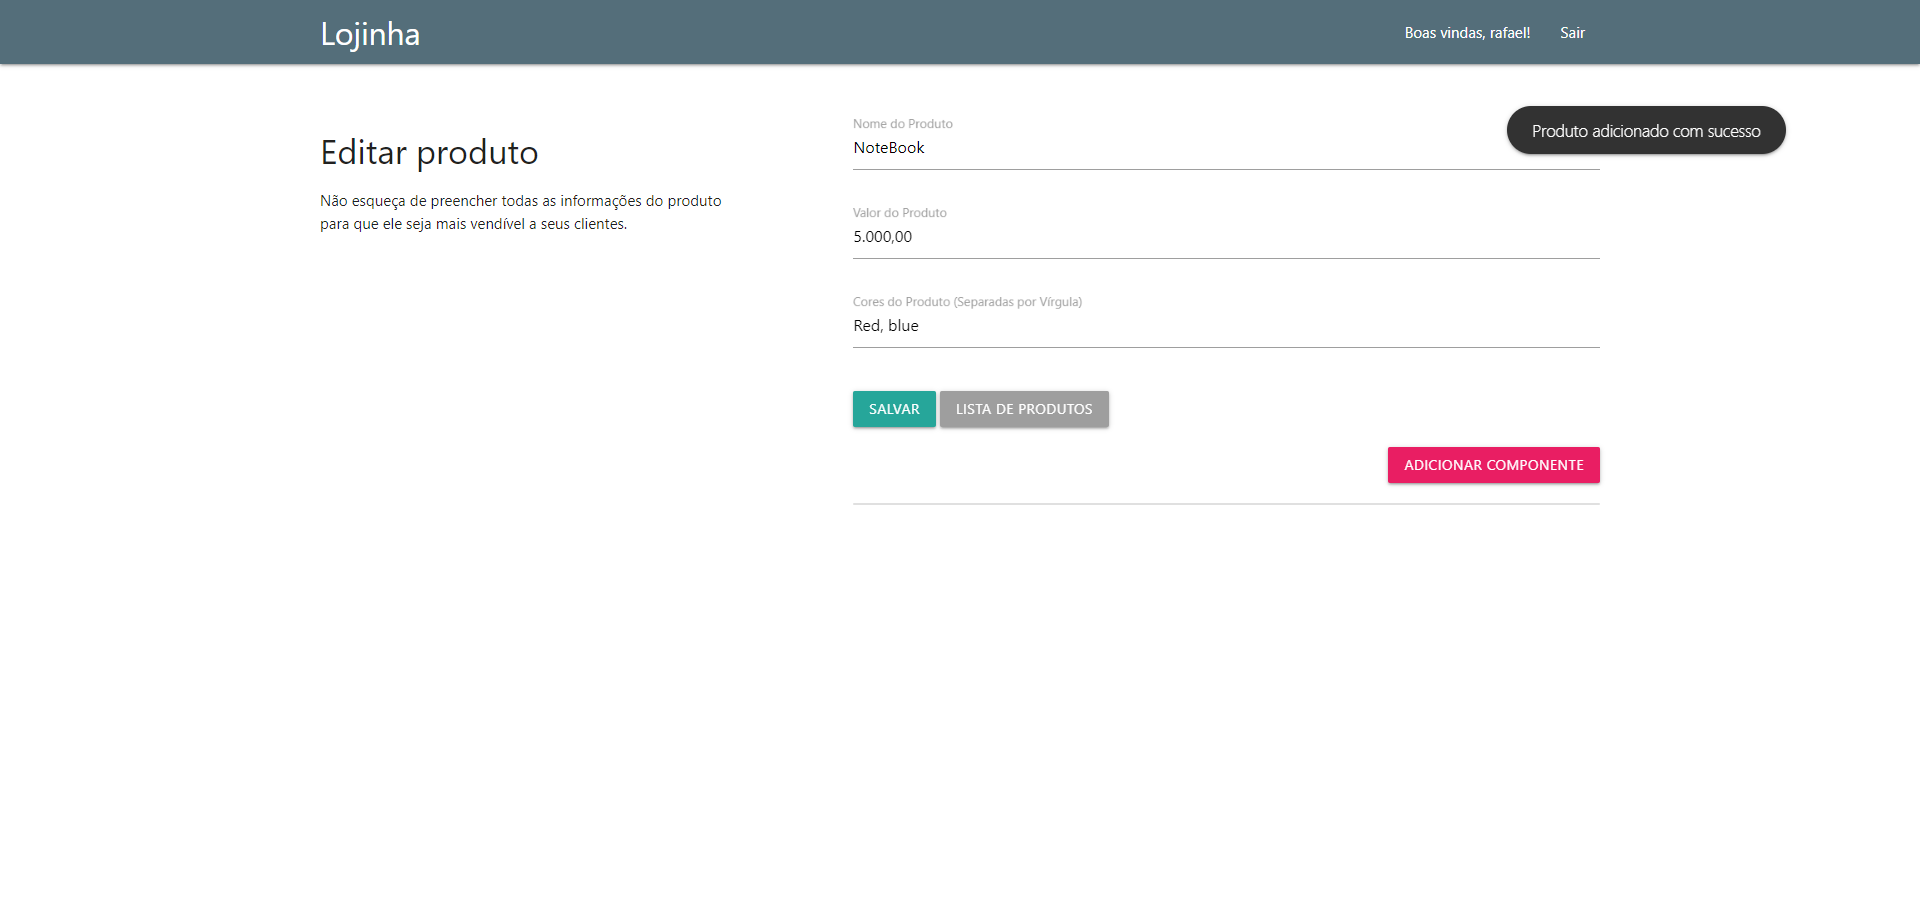 Lojinha
Boas vindas, rafael!
Sair
Editar produto
Não esqueça de preencher todas as informações do produto
para que ele seja mais vendível a seus clientes.
Nome do Produto
NoteBook
Produto adicionado com sucesso
Valor do Produto
5.000,00
Cores do Produto (Separadas por Vírgula)
Red, blue
SALVAR
LISTA DE PRODUTOS
ADICIONAR COMPONENTE